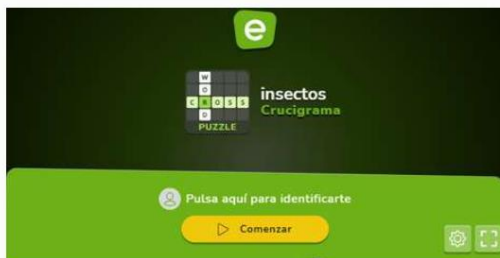 e
W
O
CROSS
D
PUZZLE
insectos
Crucigrama
Pulsa aquí para identificarte
Comenzar